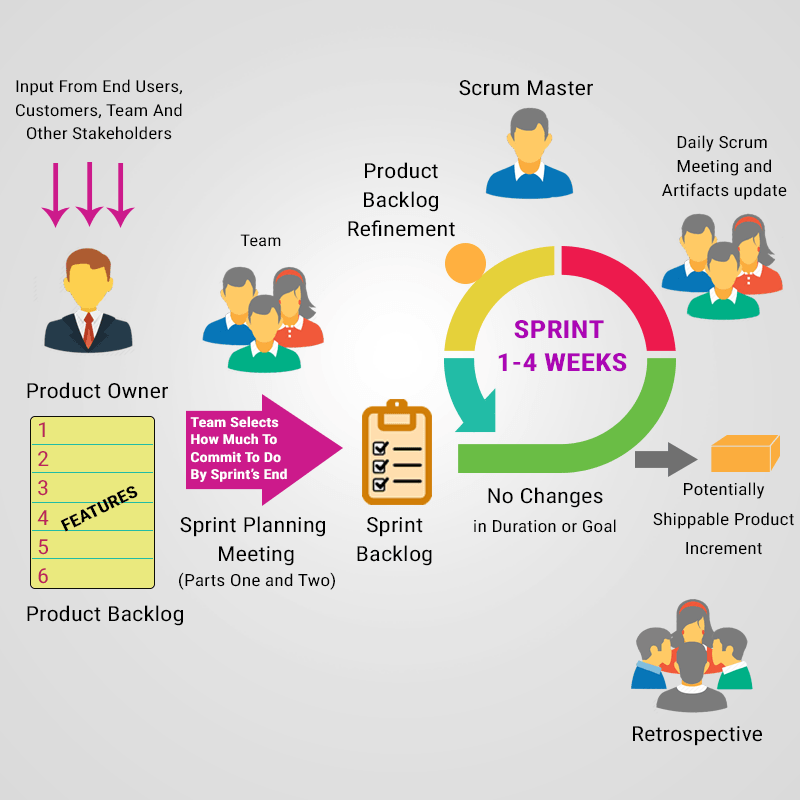 Input From End Users,
Customers, Team And
Other Stakeholders
Product Owner
1
2
3
4
5
6
FEATURES
Product Backlog
Team
Team Selects
How Much To
Commit To Do
By Sprint's End
Sprint Planning
Meeting
(Parts One and Two)
Sprint
Backlog
Product
Backlog
Refinement
Scrum Master
SPRINT
1-4 WEEKS
No Changes
in Duration or Goal
Daily Scrum
Meeting and
Artifacts update
Potentially
Shippable Product
Increment
Retrospective